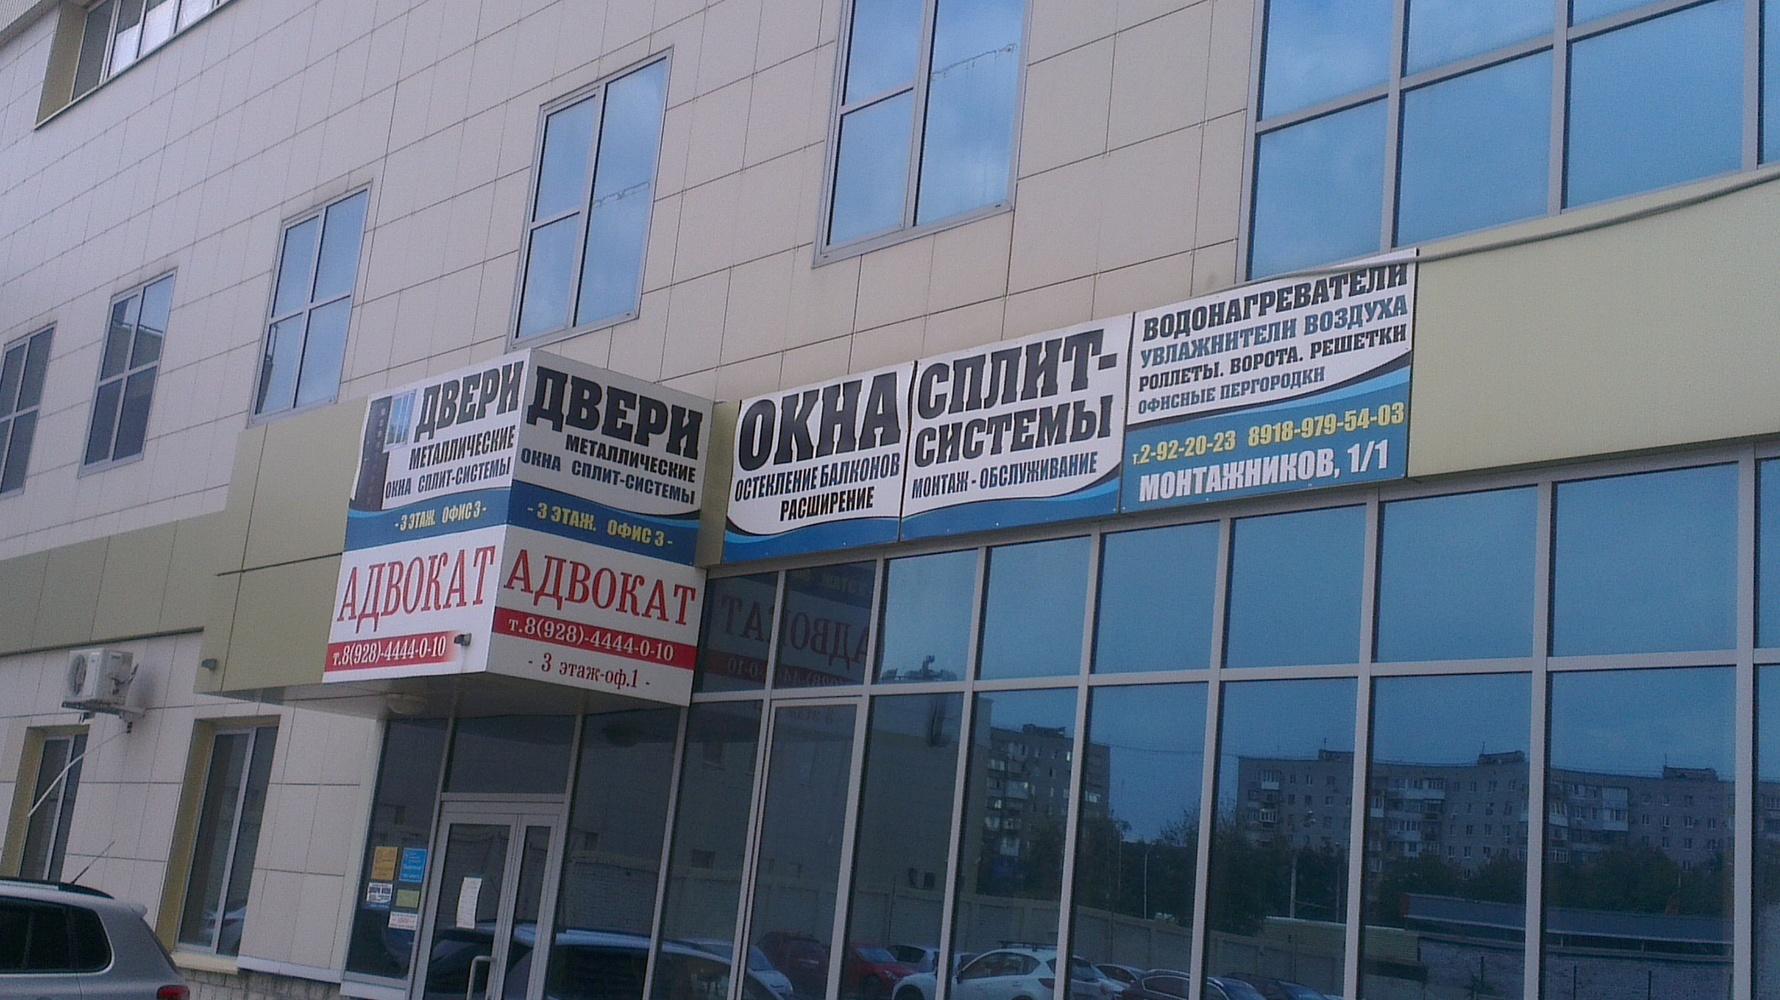 ДВЕРИ
МЕТАЛЛИЧЕСКИЕ
ОКНА СПЛИТ-СИСТЕМЫ
- 3 ЭТАЖ. ОФИС 3 -
АДВОКАТ
т.8(928)-4444-0-10
ДВЕРИ
МЕТАЛЛИЧЕСКИЕ
ОКНА СПЛИТ-СИСТЕМЫ
- 3 ЭТАЖ. ОФИС 3 -
АДВОКАТ
т.8(928)-4444-0-10
- 3 этаж-оф.1 -
ОКНА
ОСТЕКЛЕНИЕ БАЛКОНОВ
РАСШИРЕНИЕ
СПЛИТ-
СИСТЕМЫ
МОНТАЖ - ОБСЛУЖИВАНИЕ
ВОДОНАГРЕВАТЕЛИ
УВЛАЖНИТЕЛИ ВОЗДУХА
РОЛЛЕТЫ. ВОРОТА. РЕШЕТКИ
ОФИСНЫЕ ПЕРГОРОДКИ
т.2-92-20-23 8918-979-54-03
МОНТАЖНИКОВ, 1/1